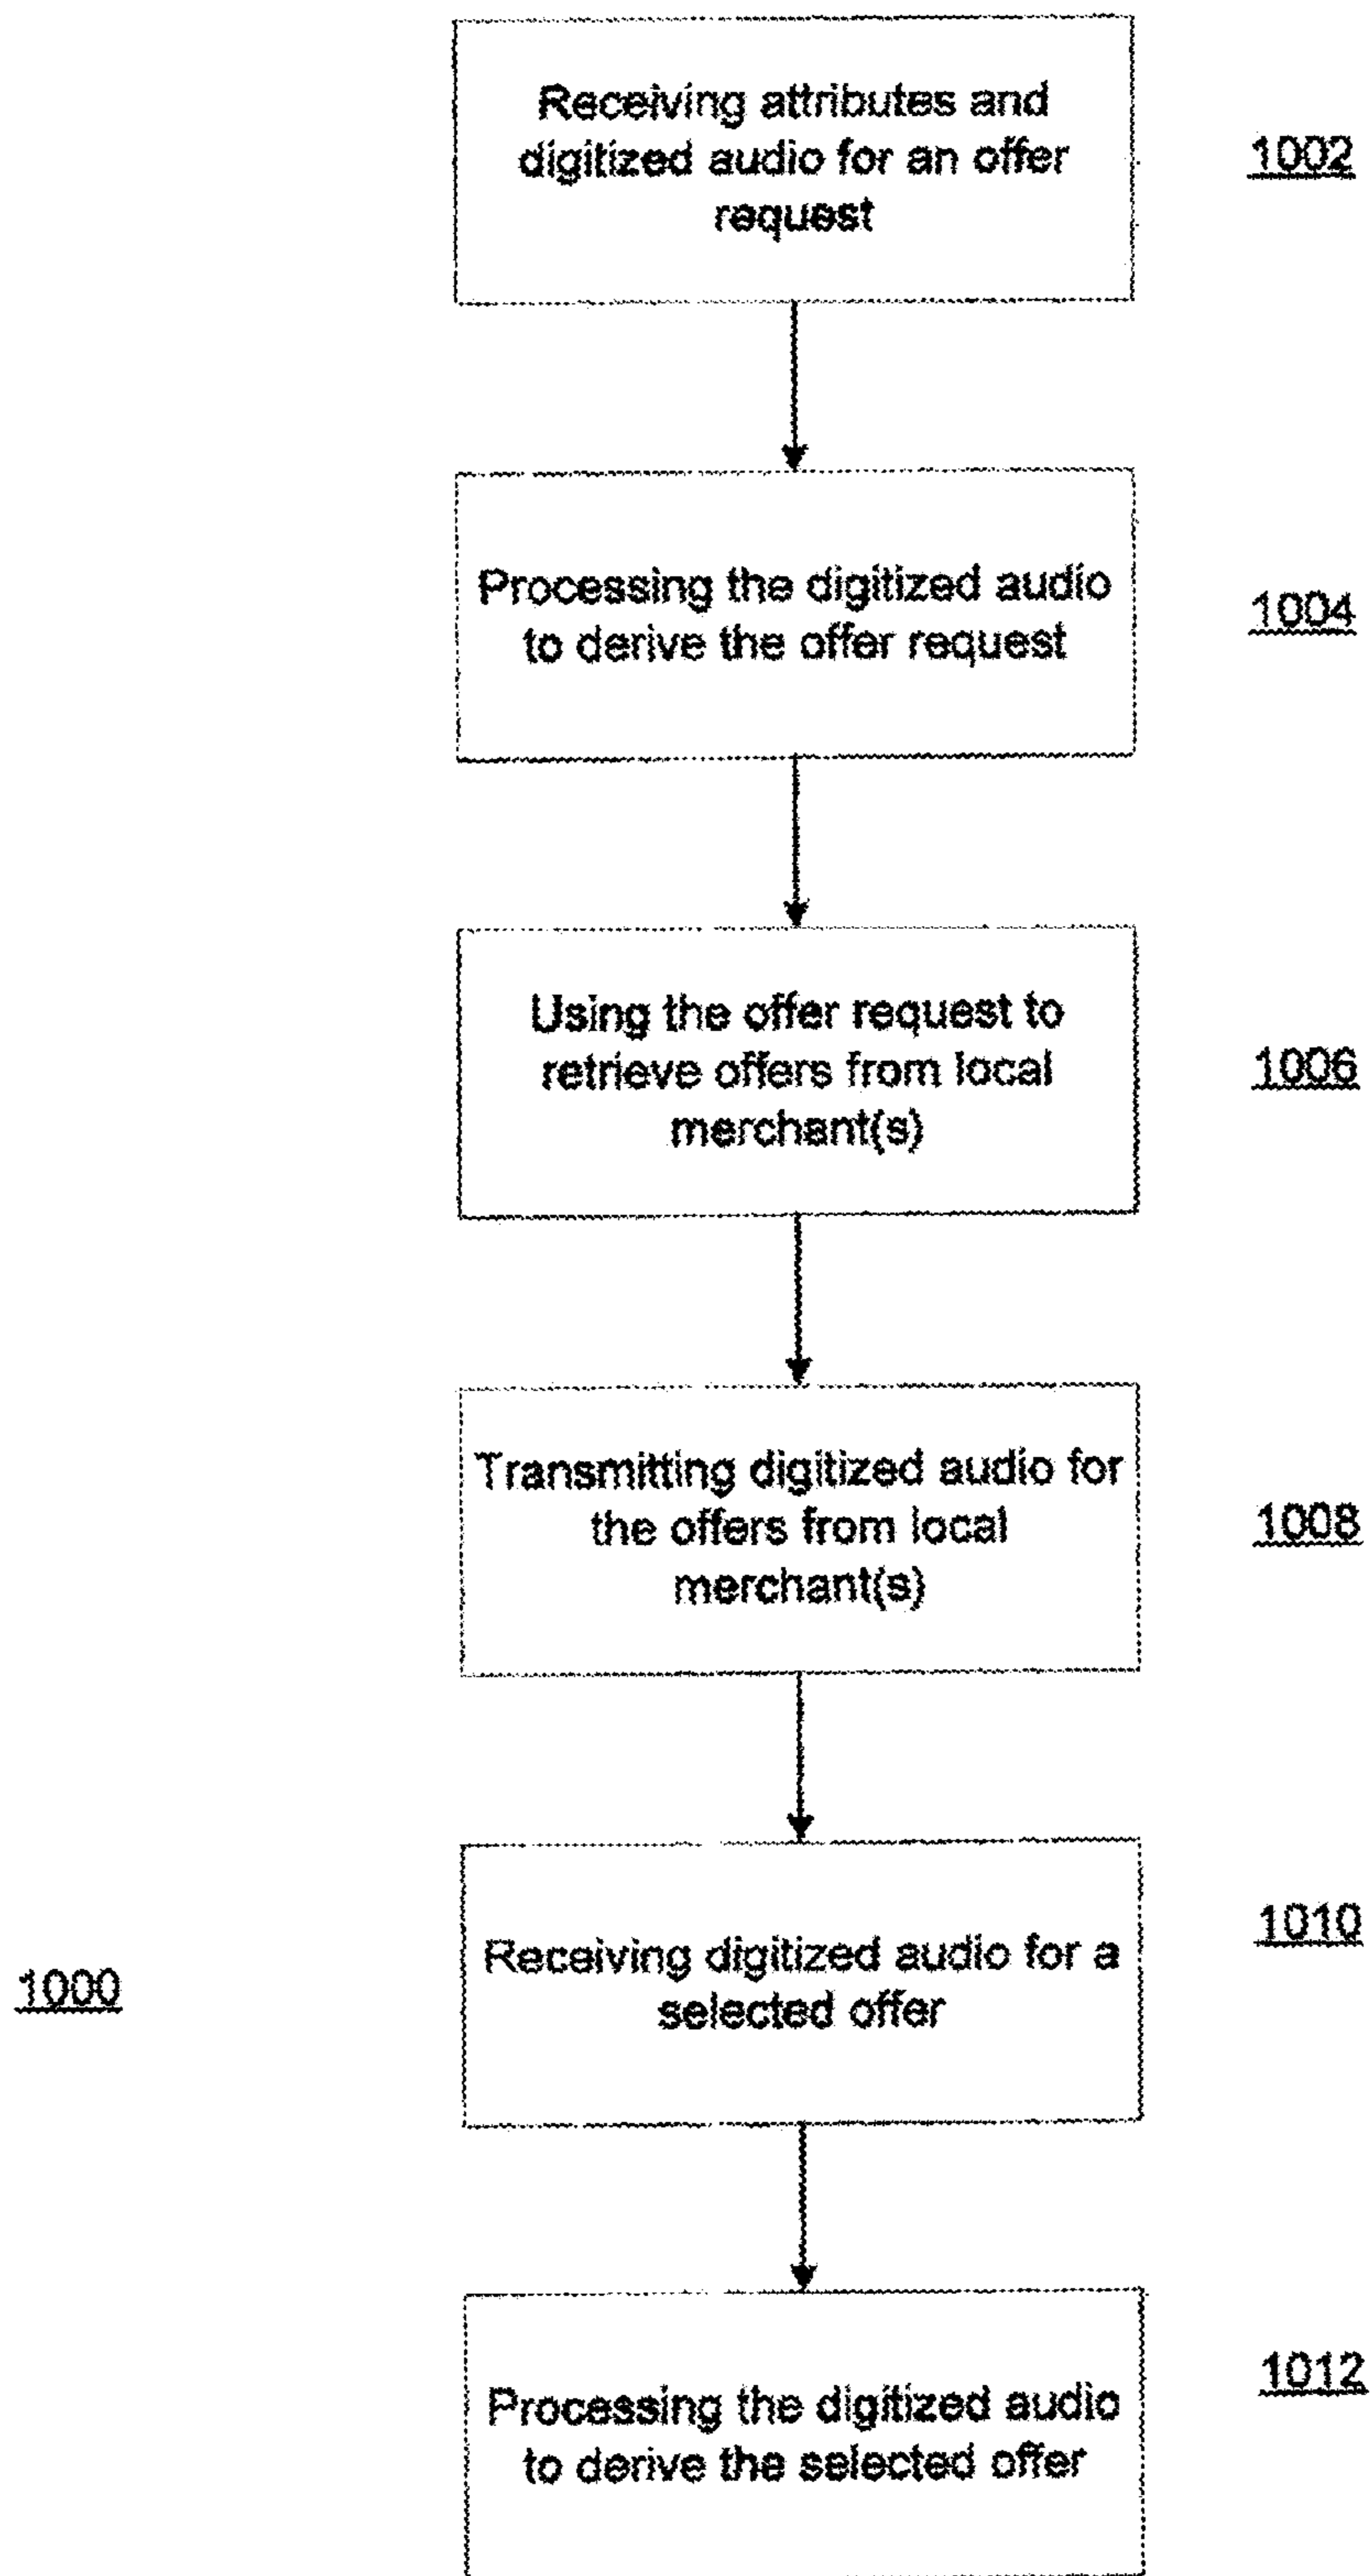 Receiving attributes and
digitized audio for an offer
request
1002
Processing the digitized audio
to derive the offer request
1004
Using the offer request to
retrieve offers from local
merchant(s)
1006
Transmitting digitized audio for
the offers from local
merchant(s)
1008
Receiving digitized audio for a
selected offer
1010
1000
Processing the digitized audio
to derive the selected offer
1012